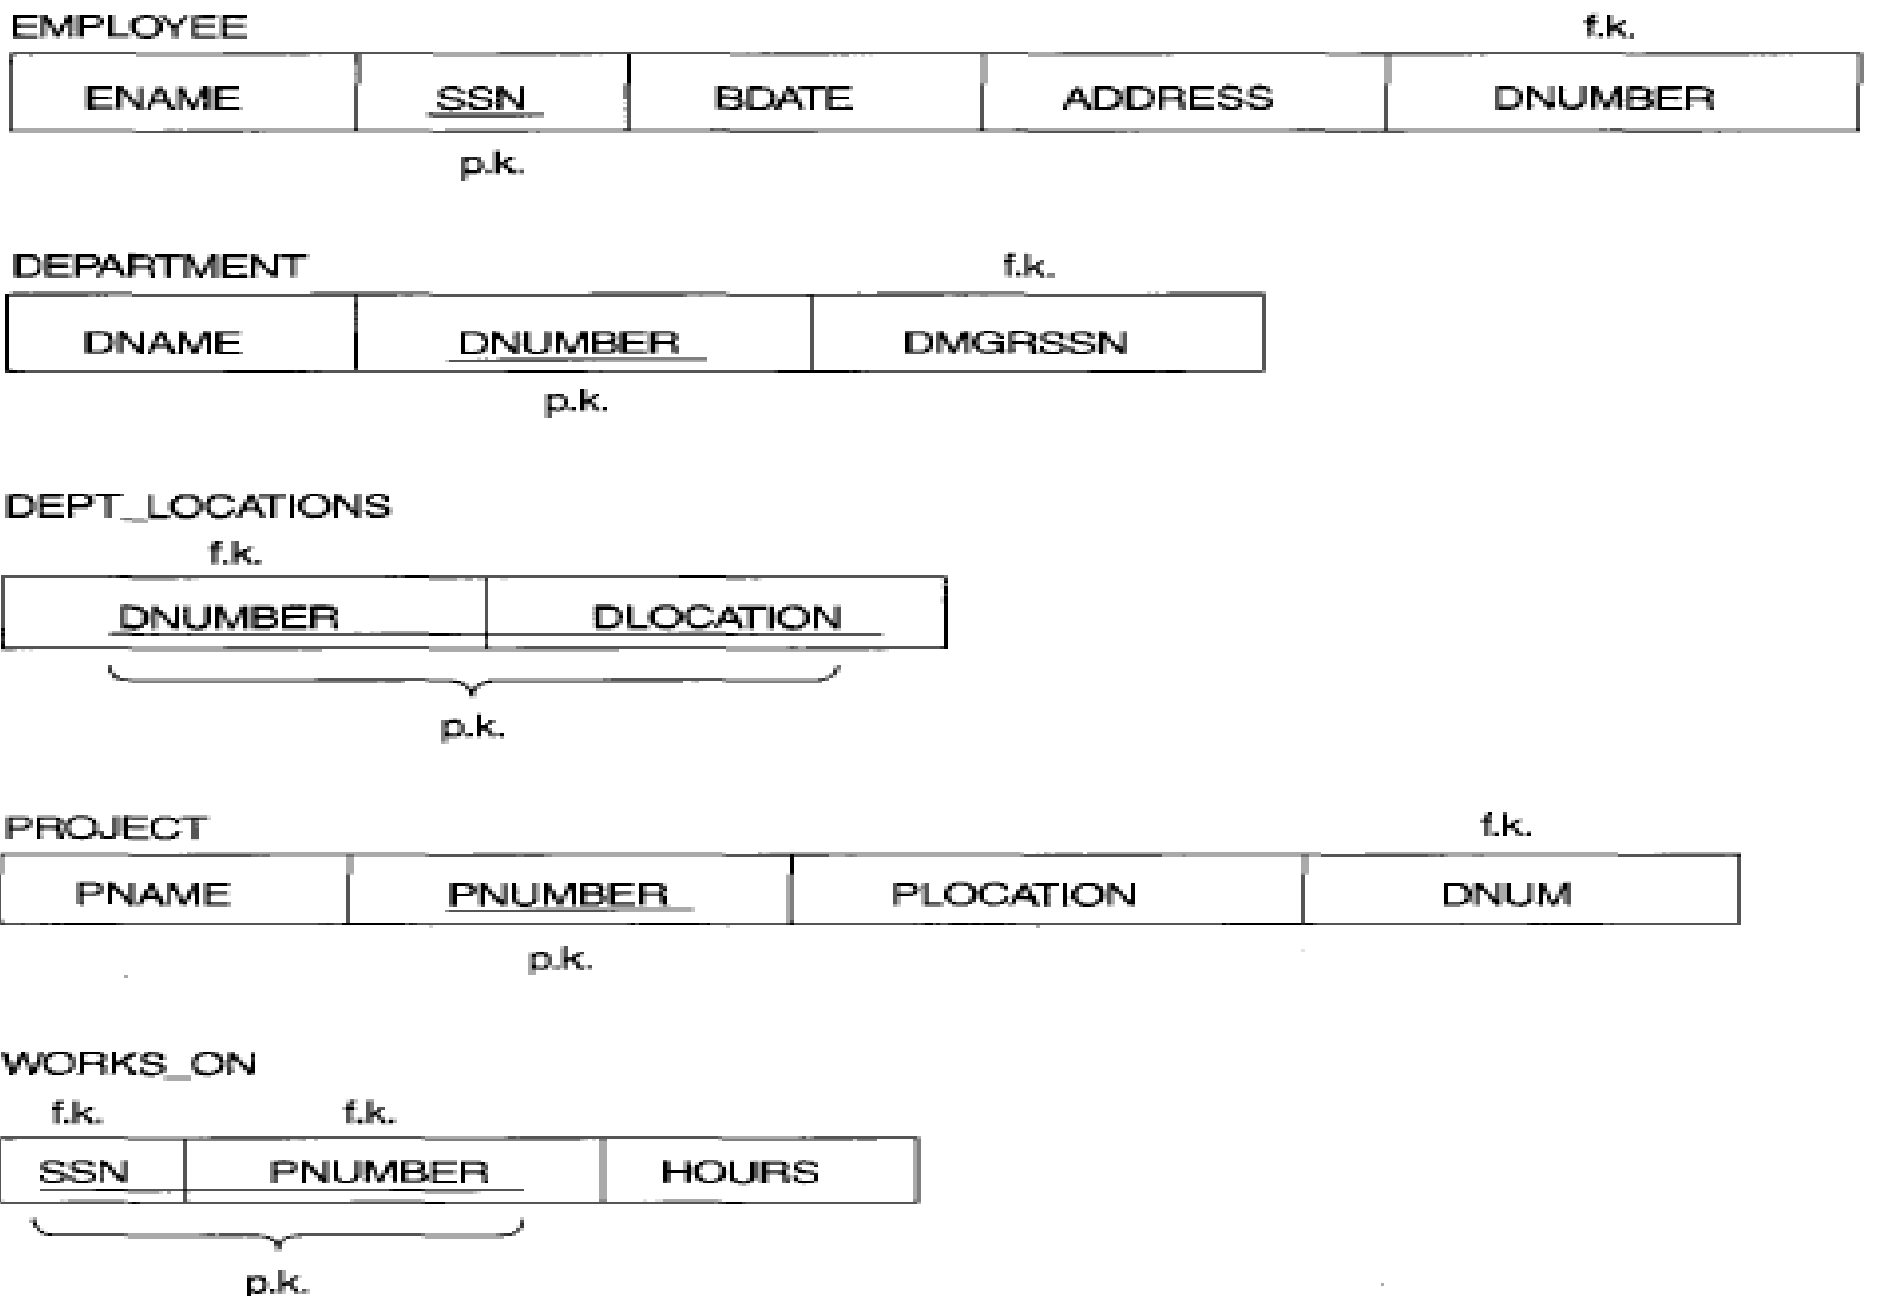 EMPLOYEE f.k.
ENAME SSN BDATE ADDRESS DNUMBER
p.k.
DEPARTMENT f.k.
DNAME DNUMBER DMGRSSN
p.k.
DEPT_LOCATIONS
f.k.
DNUMBER DLOCATION
p.k.
PROJECT f.k.
PNAME PNUMBER PLOCATION DNUM
p.k.
WORKS_ON
f.k. f.k.
SSN PNUMBER HOURS
p.k.